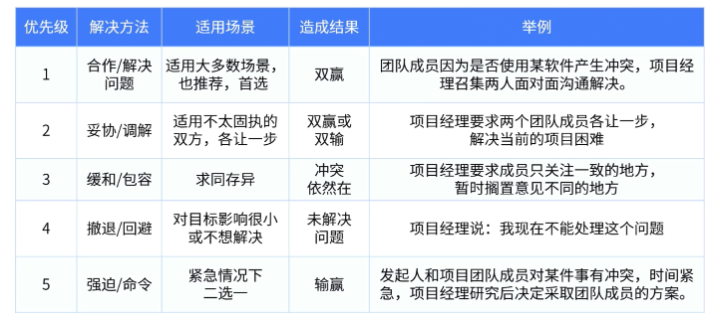 优先级 解决方法 适用场景 造成结果 举例
1 合作/解决问题 适用大多数场景，也推荐，首选 双赢 团队成员因为是否使用某软件产生冲突，项目经理召集两人面对面沟通解决。
2 妥协/调解 适用不太固执的双方，各让一步 双赢或双输 项目经理要求两个团队成员各让一步，解决当前的项目困难
3 缓和/包容 求同存异 冲突依然在 项目经理要求成员只关注一致的地方，暂时搁置意见不同的地方
4 撤退/回避 对目标影响很小或不想解决 未解决问题 项目经理说：我现在不能处理这个问题
5 强迫/命令 紧急情况下二选一 输赢 发起人和项目团队成员对某件事有冲突，时间紧急，项目经理研究后决定采取团队成员的方案。